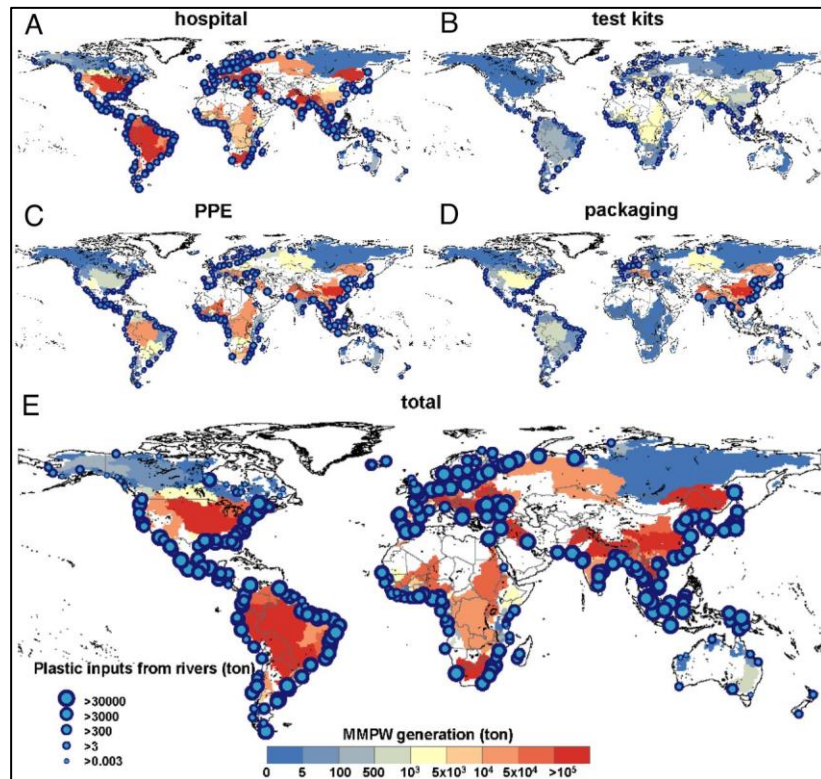 A hospital
B test kits
C PPE
D packaging
E total
Plastic inputs from rivers (ton)
>30000
>3000
>300
>3
>0.003
MMPW generation (ton)
0 5 100 500 10³ 5x10³ 10⁴ 5x10⁴ >10⁵